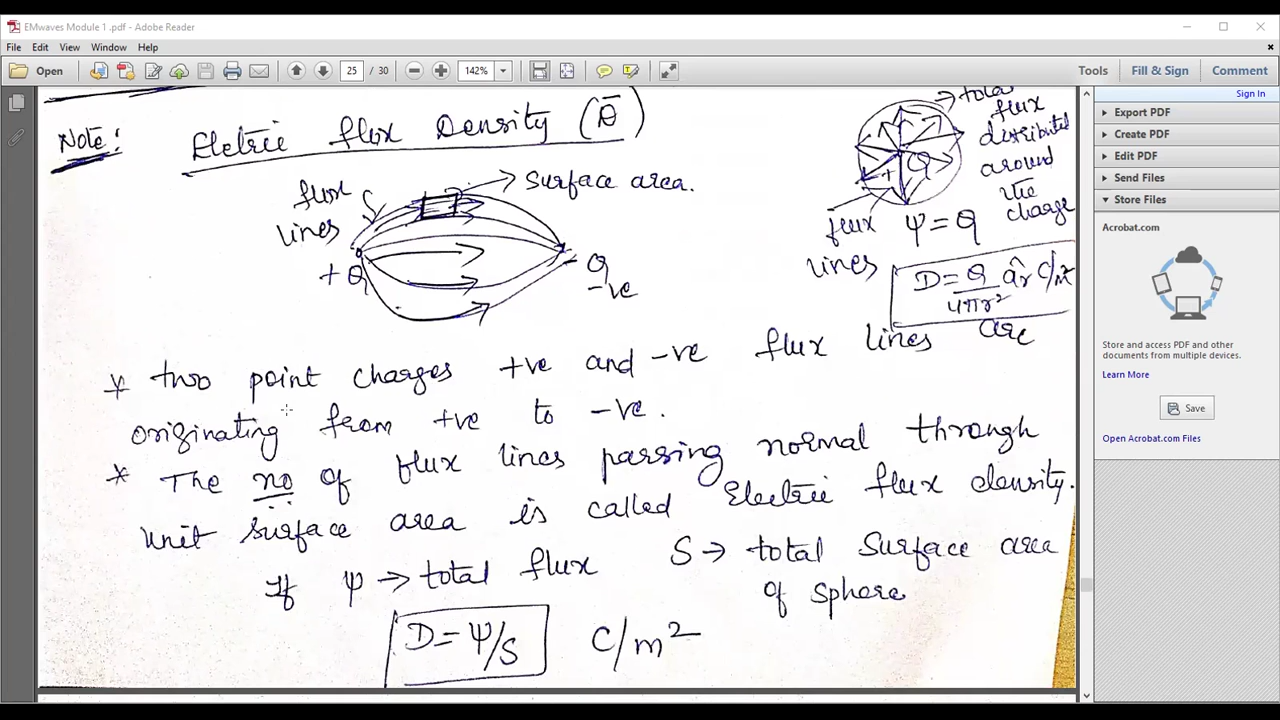 EMwaves Module 1 .pdf - Adobe Reader
File Edit View Window Help
Open 25 / 30 142% Tools Fill & Sign Comment
Sign In
Export PDF
Create PDF
Edit PDF
Send Files
Store Files
Acrobat.com
Store and access PDF and other
documents from multiple devices.
Learn More
Save
Open Acrobat.com Files
Note: Eletric flux Density (D̅)
flux
lines
S
surface area.
+Q
- Q
-ve
total
flux
distributed
around
the
charge
+ Q
flux
lines
ψ = Q
D = Q/4πr² âr C/m²
* two point charges +ve and -ve flux lines are
originating from +ve to -ve.
* The no of flux lines passing normal through
unit surface area is called Electric flux density.
If ψ → total flux S → total surface area
of sphere
D = ψ/S C/m²